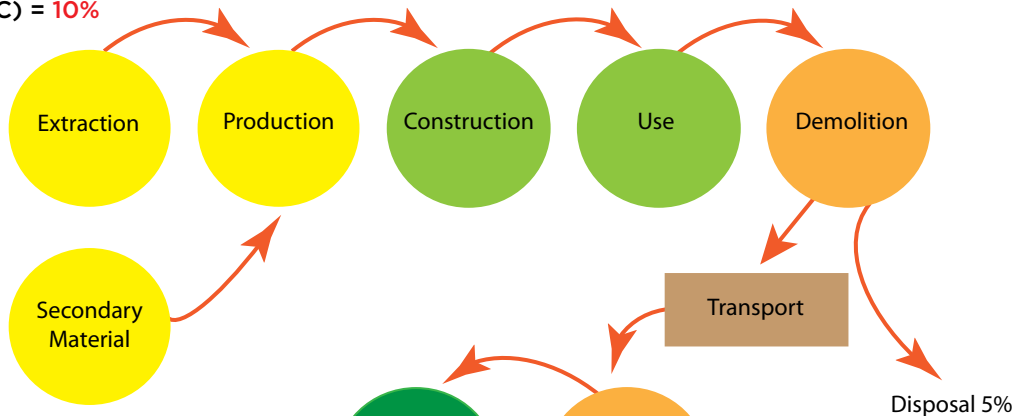 C) = 10%
Extraction
Production
Construction
Use
Demolition
Secondary
Material
Transport
Disposal 5%